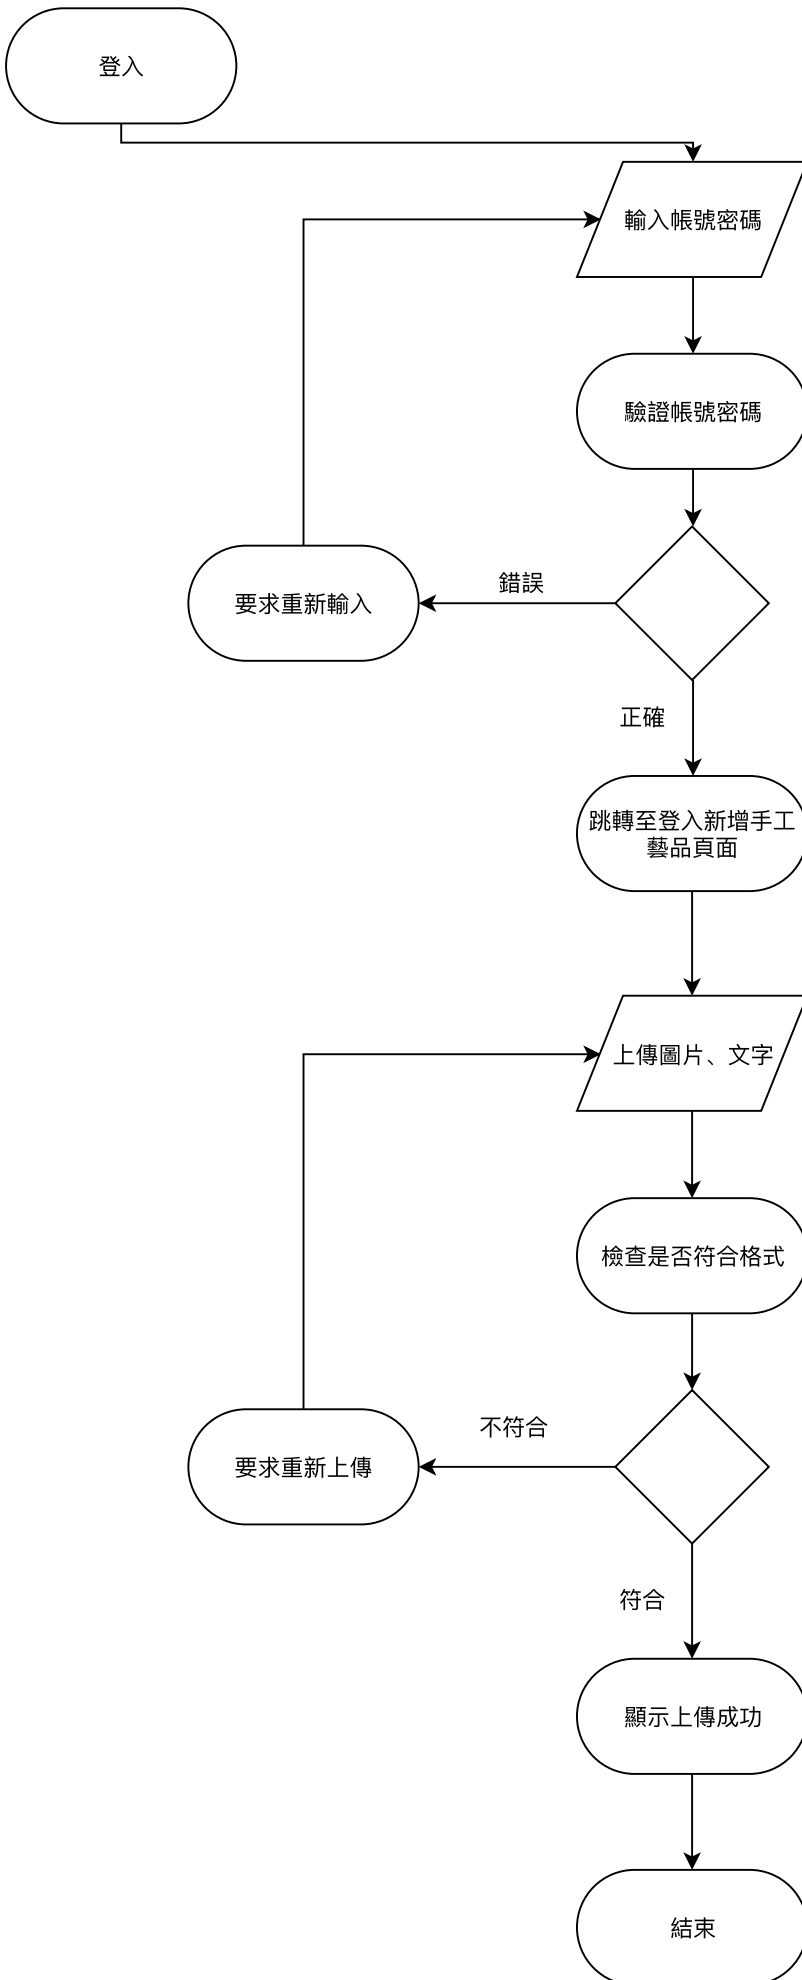 登入
輸入帳號密碼
驗證帳號密碼
錯誤
要求重新輸入
正確
跳轉至登入新增手工
藝品頁面
上傳圖片、文字
檢查是否符合格式
不符合
要求重新上傳
符合
顯示上傳成功
結束